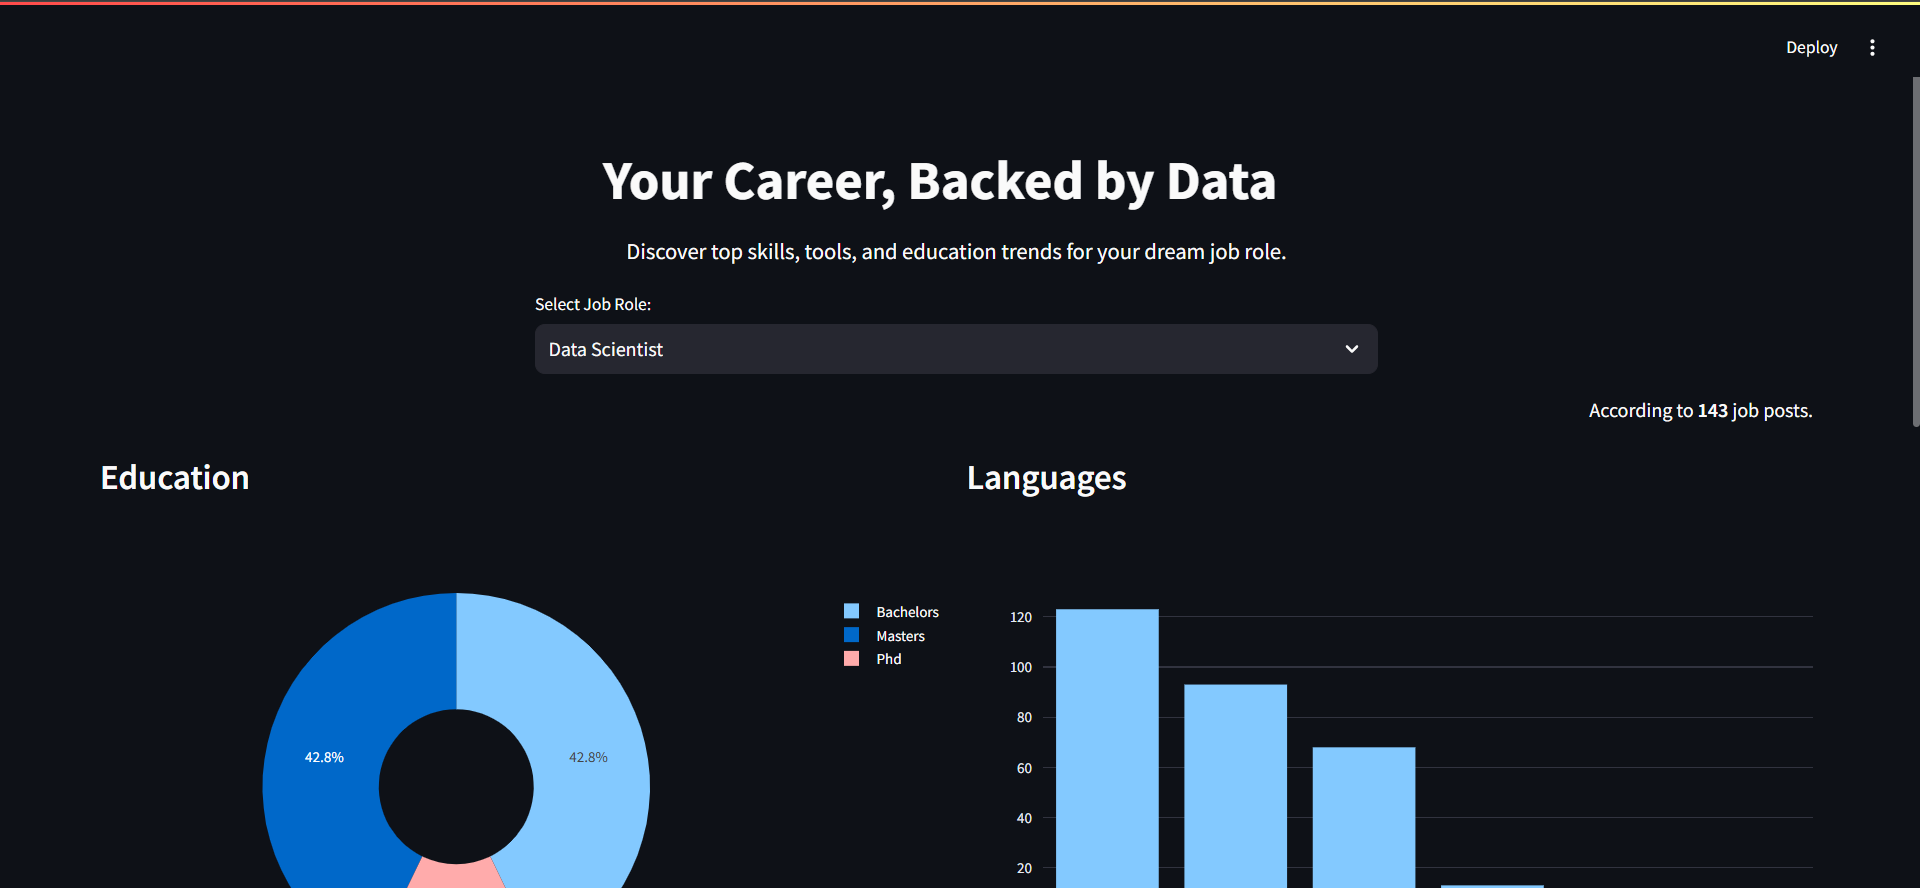 Deploy
Your Career, Backed by Data
Discover top skills, tools, and education trends for your dream job role.
Select Job Role:
Data Scientist
According to 143 job posts.
Education
Languages
Bachelors
Masters
Phd
42.8%
42.8%
120
100
80
60
40
20